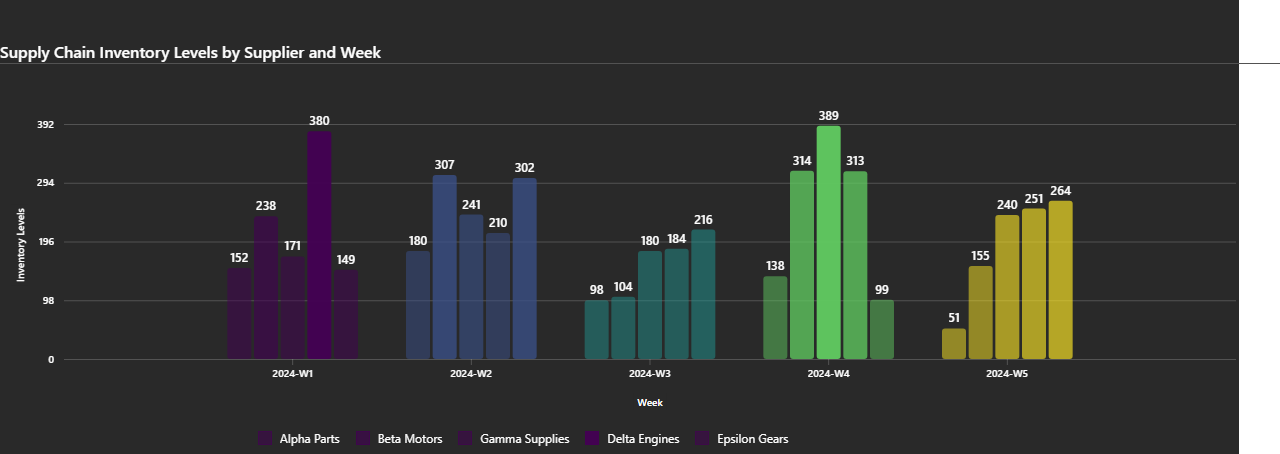 Supply Chain Inventory Levels by Supplier and Week
Inventory Levels
392
294
196
98
0
152
238
171
380
149
180
307
241
210
302
98
104
180
184
216
138
314
389
313
99
51
155
240
251
264
2024-W1
2024-W2
2024-W3
2024-W4
2024-W5
Week
Alpha Parts
Beta Motors
Gamma Supplies
Delta Engines
Epsilon Gears